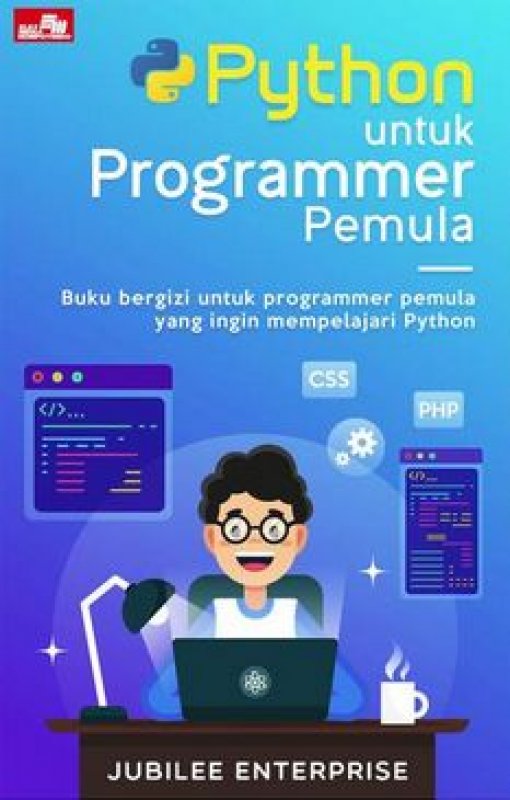 Python
untuk
Programmer
Pemula
Buku bergizi untuk programmer pemula
yang ingin mempelajari Python
CSS
PHP
</>...
</>...
JUBILEE ENTERPRISE